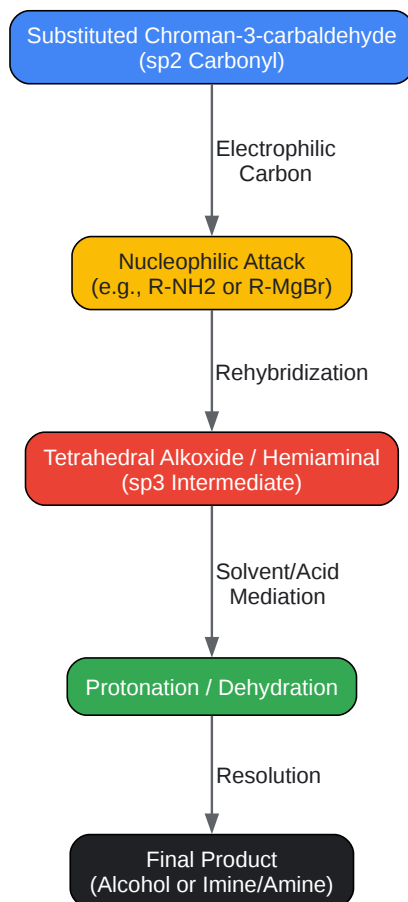 Substituted Chroman-3-carbaldehyde
(sp2 Carbonyl)
Electrophilic
Carbon
Nucleophilic Attack
(e.g., R-NH2 or R-MgBr)
Rehybridization
Tetrahedral Alkoxide / Hemiaminal
(sp3 Intermediate)
Solvent/Acid
Mediation
Protonation / Dehydration
Resolution
Final Product
(Alcohol or Imine/Amine)